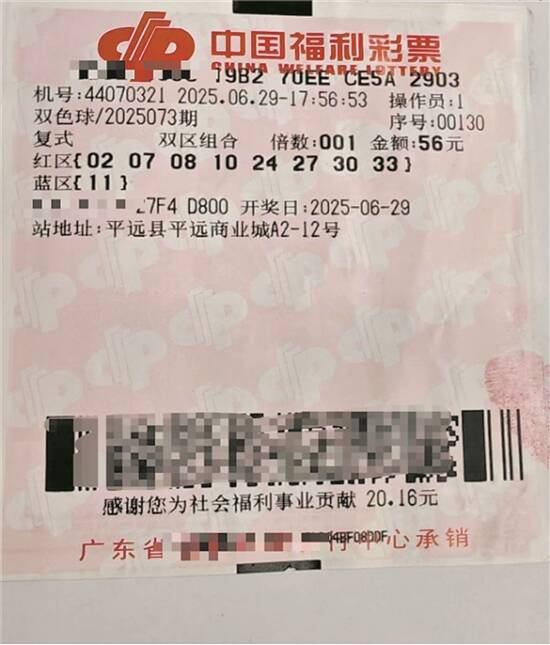 中国福利彩票
CHINA WELFARE LOTTERY
19B2 70EE CE5A 2903
机号:44070321 2025.06.29-17:56:53 操作员:1
双色球/2025073期 序号:00130
复式 双区组合 倍数:001 金额:56元
红区{02 07 08 10 24 27 30 33}
蓝区{11}
27F4 D800 开奖日:2025-06-29
站地址:平远县平远商业城A2-12号
感谢您为社会福利事业贡献 20.16元
广东省 中心承销